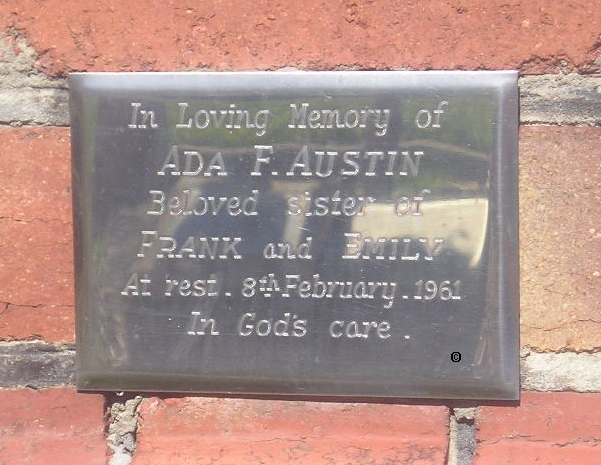 In Loving Memory of
ADA F. AUSTIN
Beloved sister of
FRANK and EMILY
At rest. 8th February. 1961
In God's care.
©